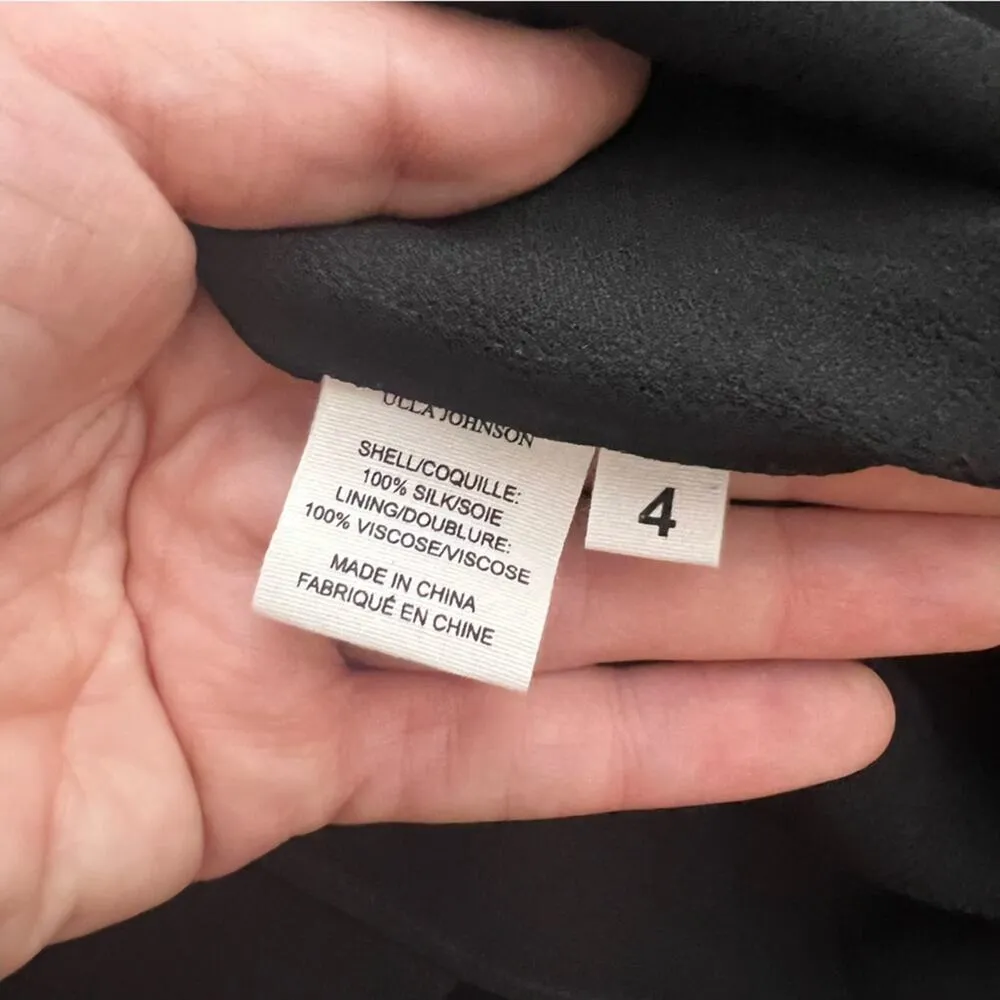 ULLA JOHNSON
SHELL/COQUILLE:
100% SILK/SOIE
LINING/DOUBLURE:
100% VISCOSE/VISCOSE
MADE IN CHINA
FABRIQUÉ EN CHINE
4